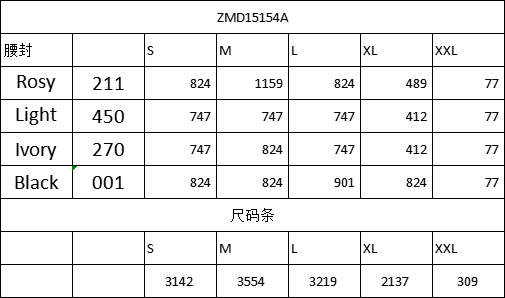 ZMD15154A
腰封 S M L XL XXL
Rosy 211 824 1159 824 489 77
Light 450 747 747 747 412 77
Ivory 270 747 824 747 412 77
Black 001 824 824 901 824 77
尺码条
S M L XL XXL
3142 3554 3219 2137 309